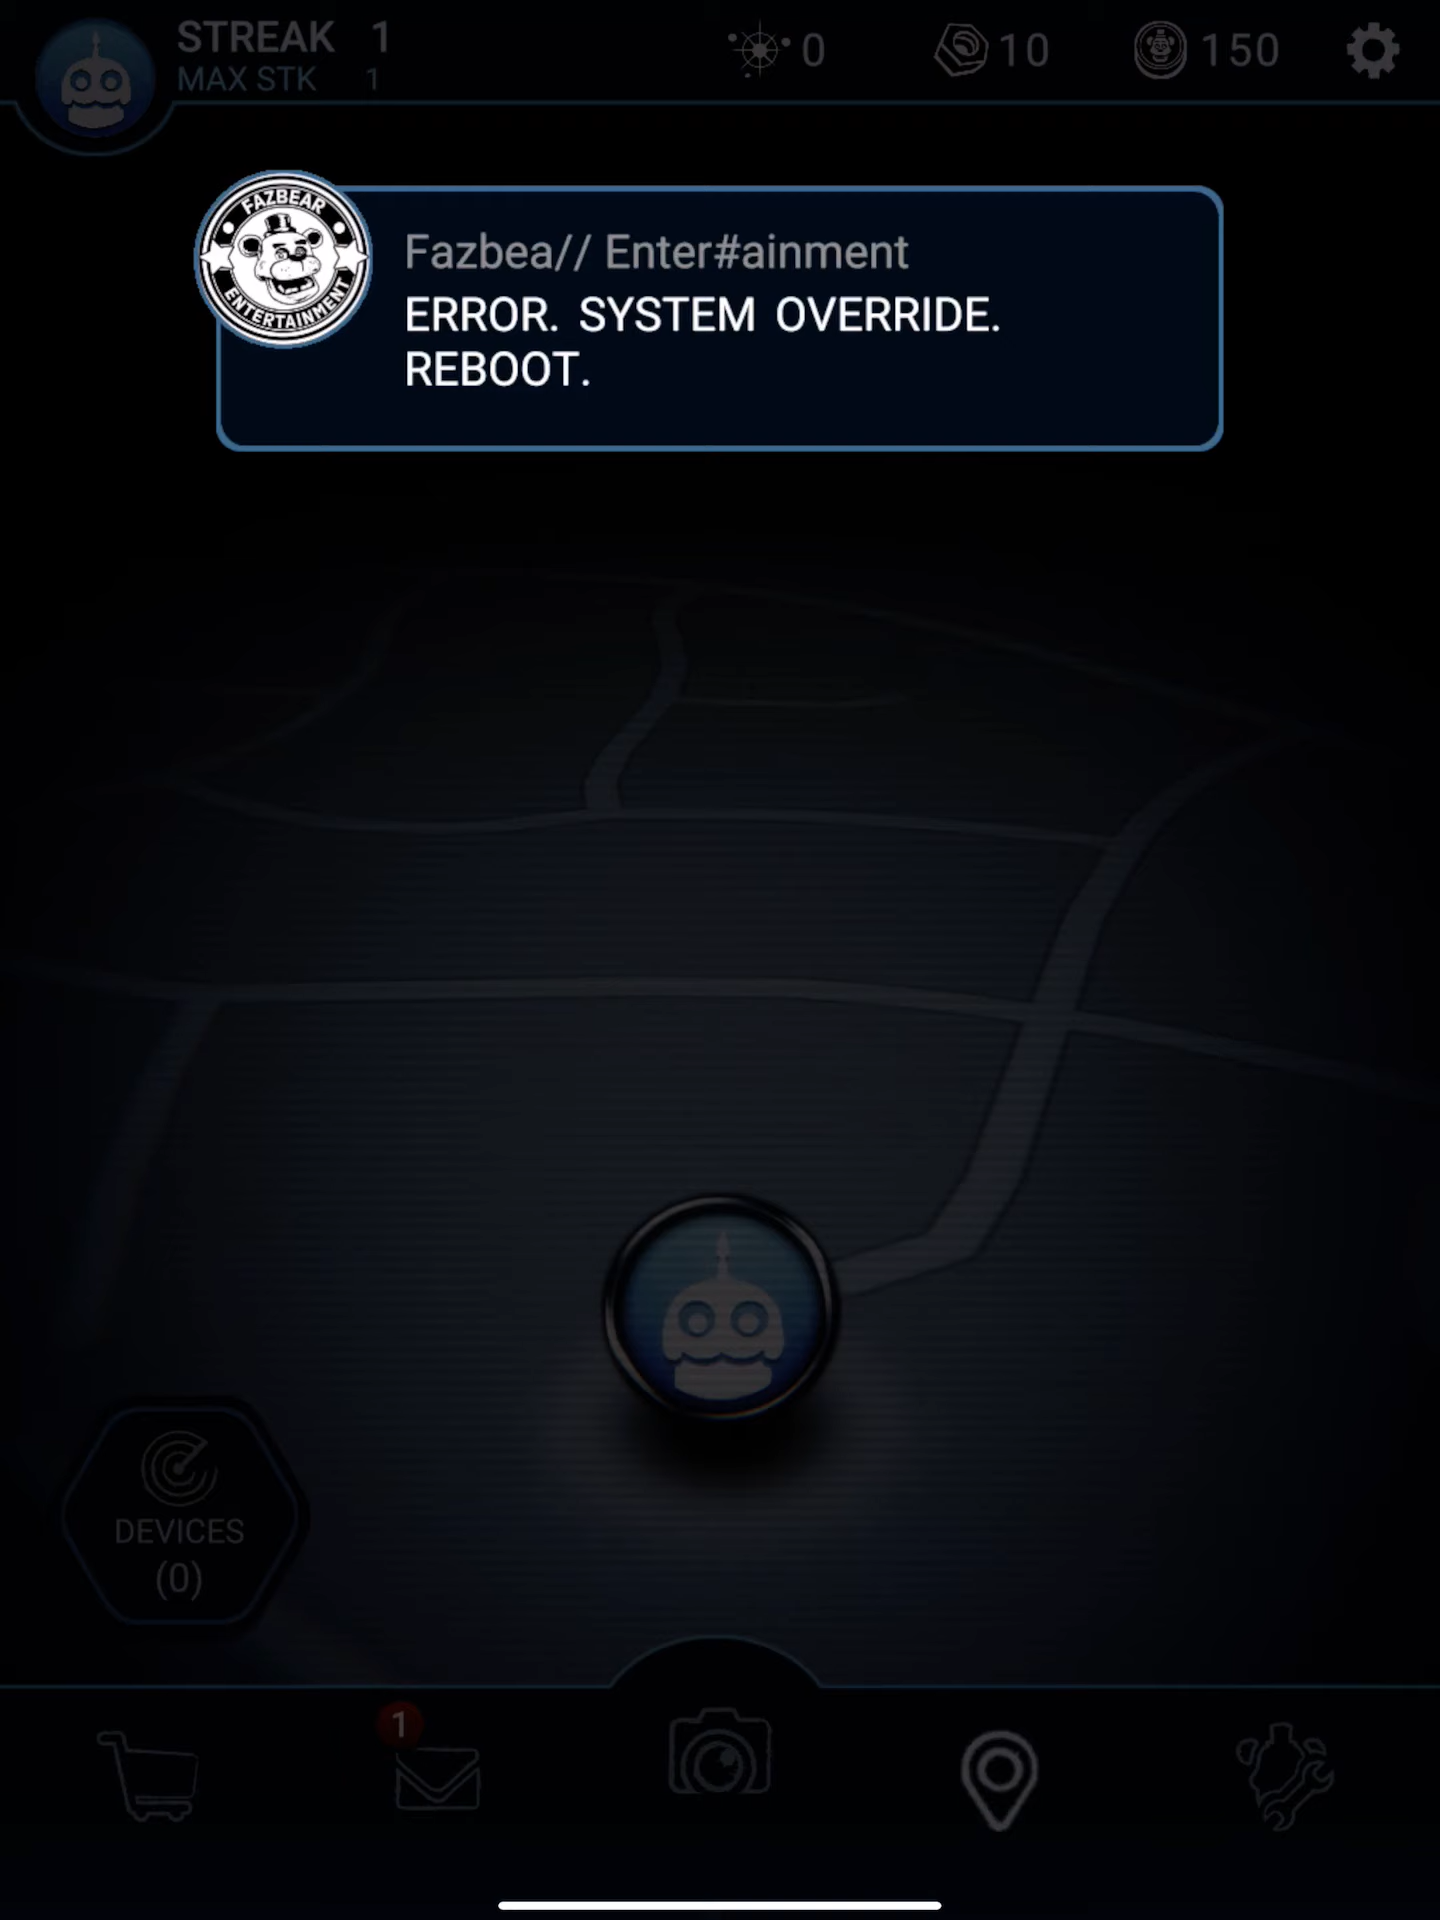 STREAK 1
MAX STK 1
0
10
150
FAZBEAR
ENTERTAINMENT
Fazbea// Enter#ainment
ERROR. SYSTEM OVERRIDE.
REBOOT.
DEVICES
(0)
1